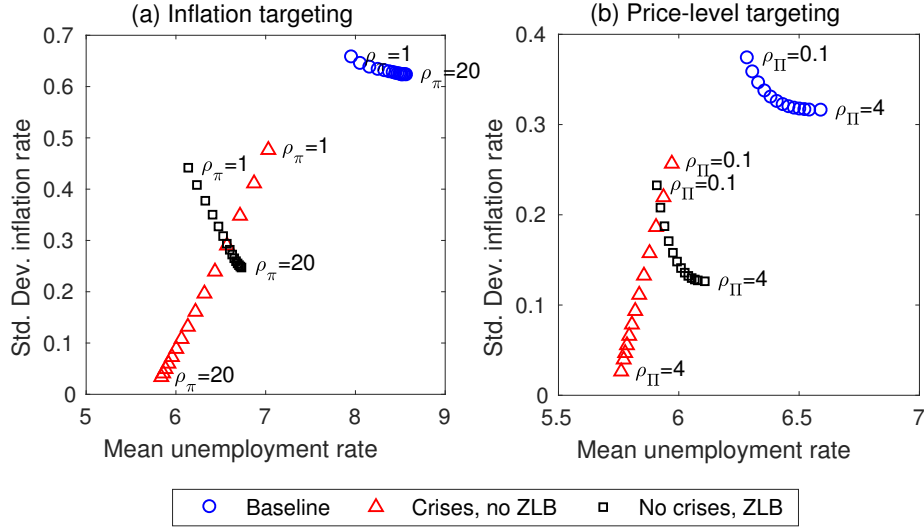 (a) Inflation targeting
0.7
0.6
0.5
0.4
0.3
0.2
0.1
0
Std. Dev. inflation rate
ρπ=1
ρπ=20
ρπ=1
ρπ=1
ρπ=20
ρπ=20
5 6 7 8 9
Mean unemployment rate
(b) Price-level targeting
0.4
0.3
0.2
0.1
0
Std. Dev. inflation rate
ρΠ=0.1
ρΠ=4
ρΠ=0.1
ρΠ=0.1
ρΠ=4
ρΠ=4
5.5 6 6.5 7
Mean unemployment rate
Baseline Crises, no ZLB No crises, ZLB